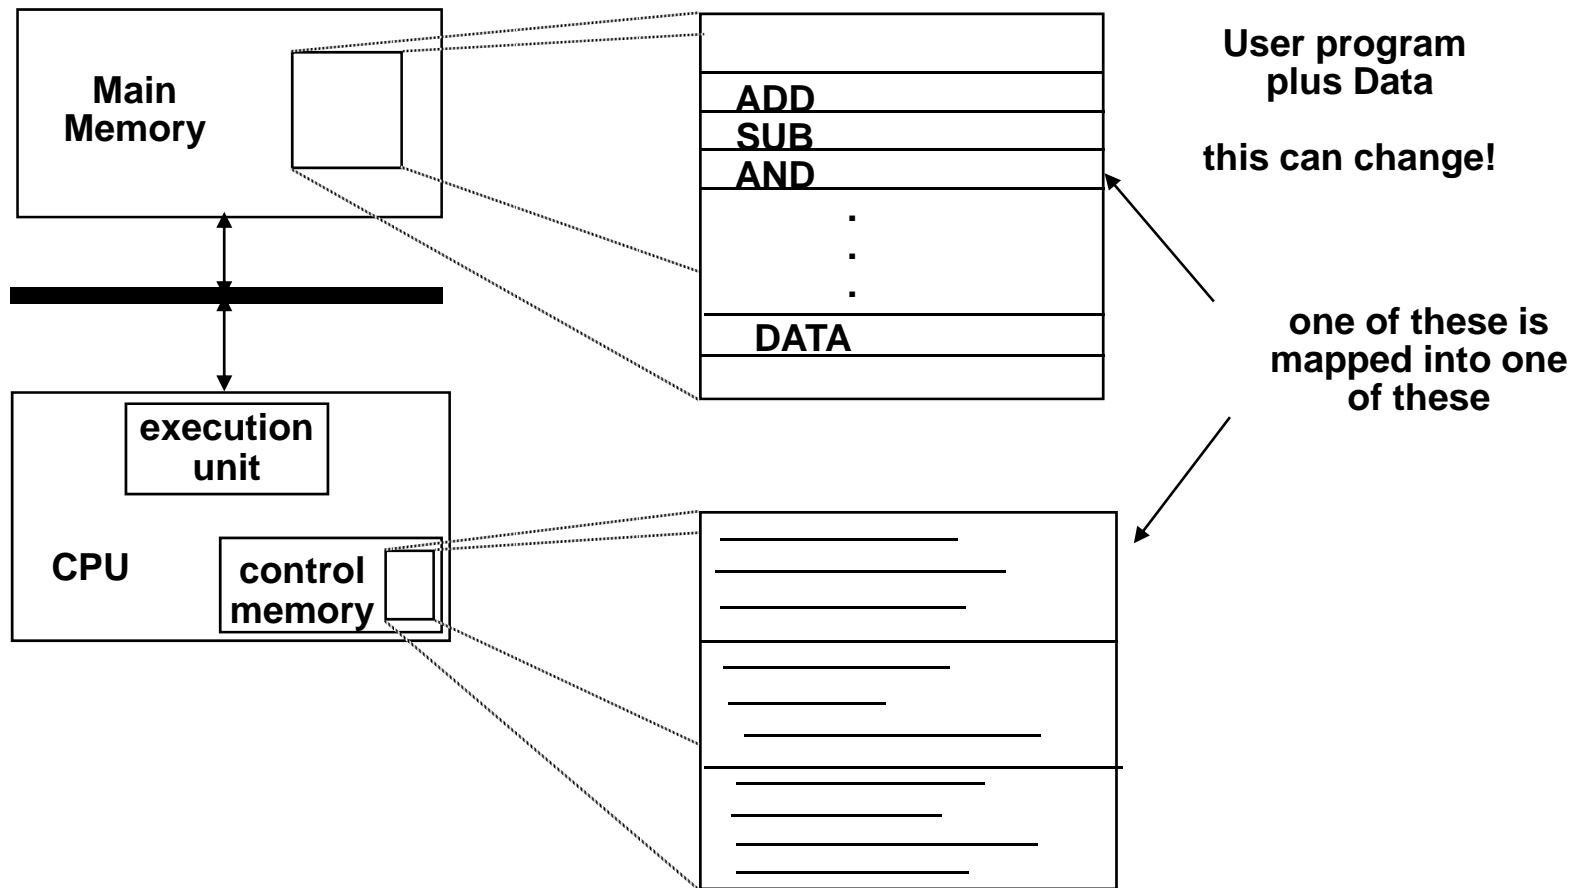 Main
Memory
ADD
SUB
AND
.
.
.
DATA
User program
plus Data
this can change!
one of these is
mapped into one
of these
execution
unit
CPU
control
memory